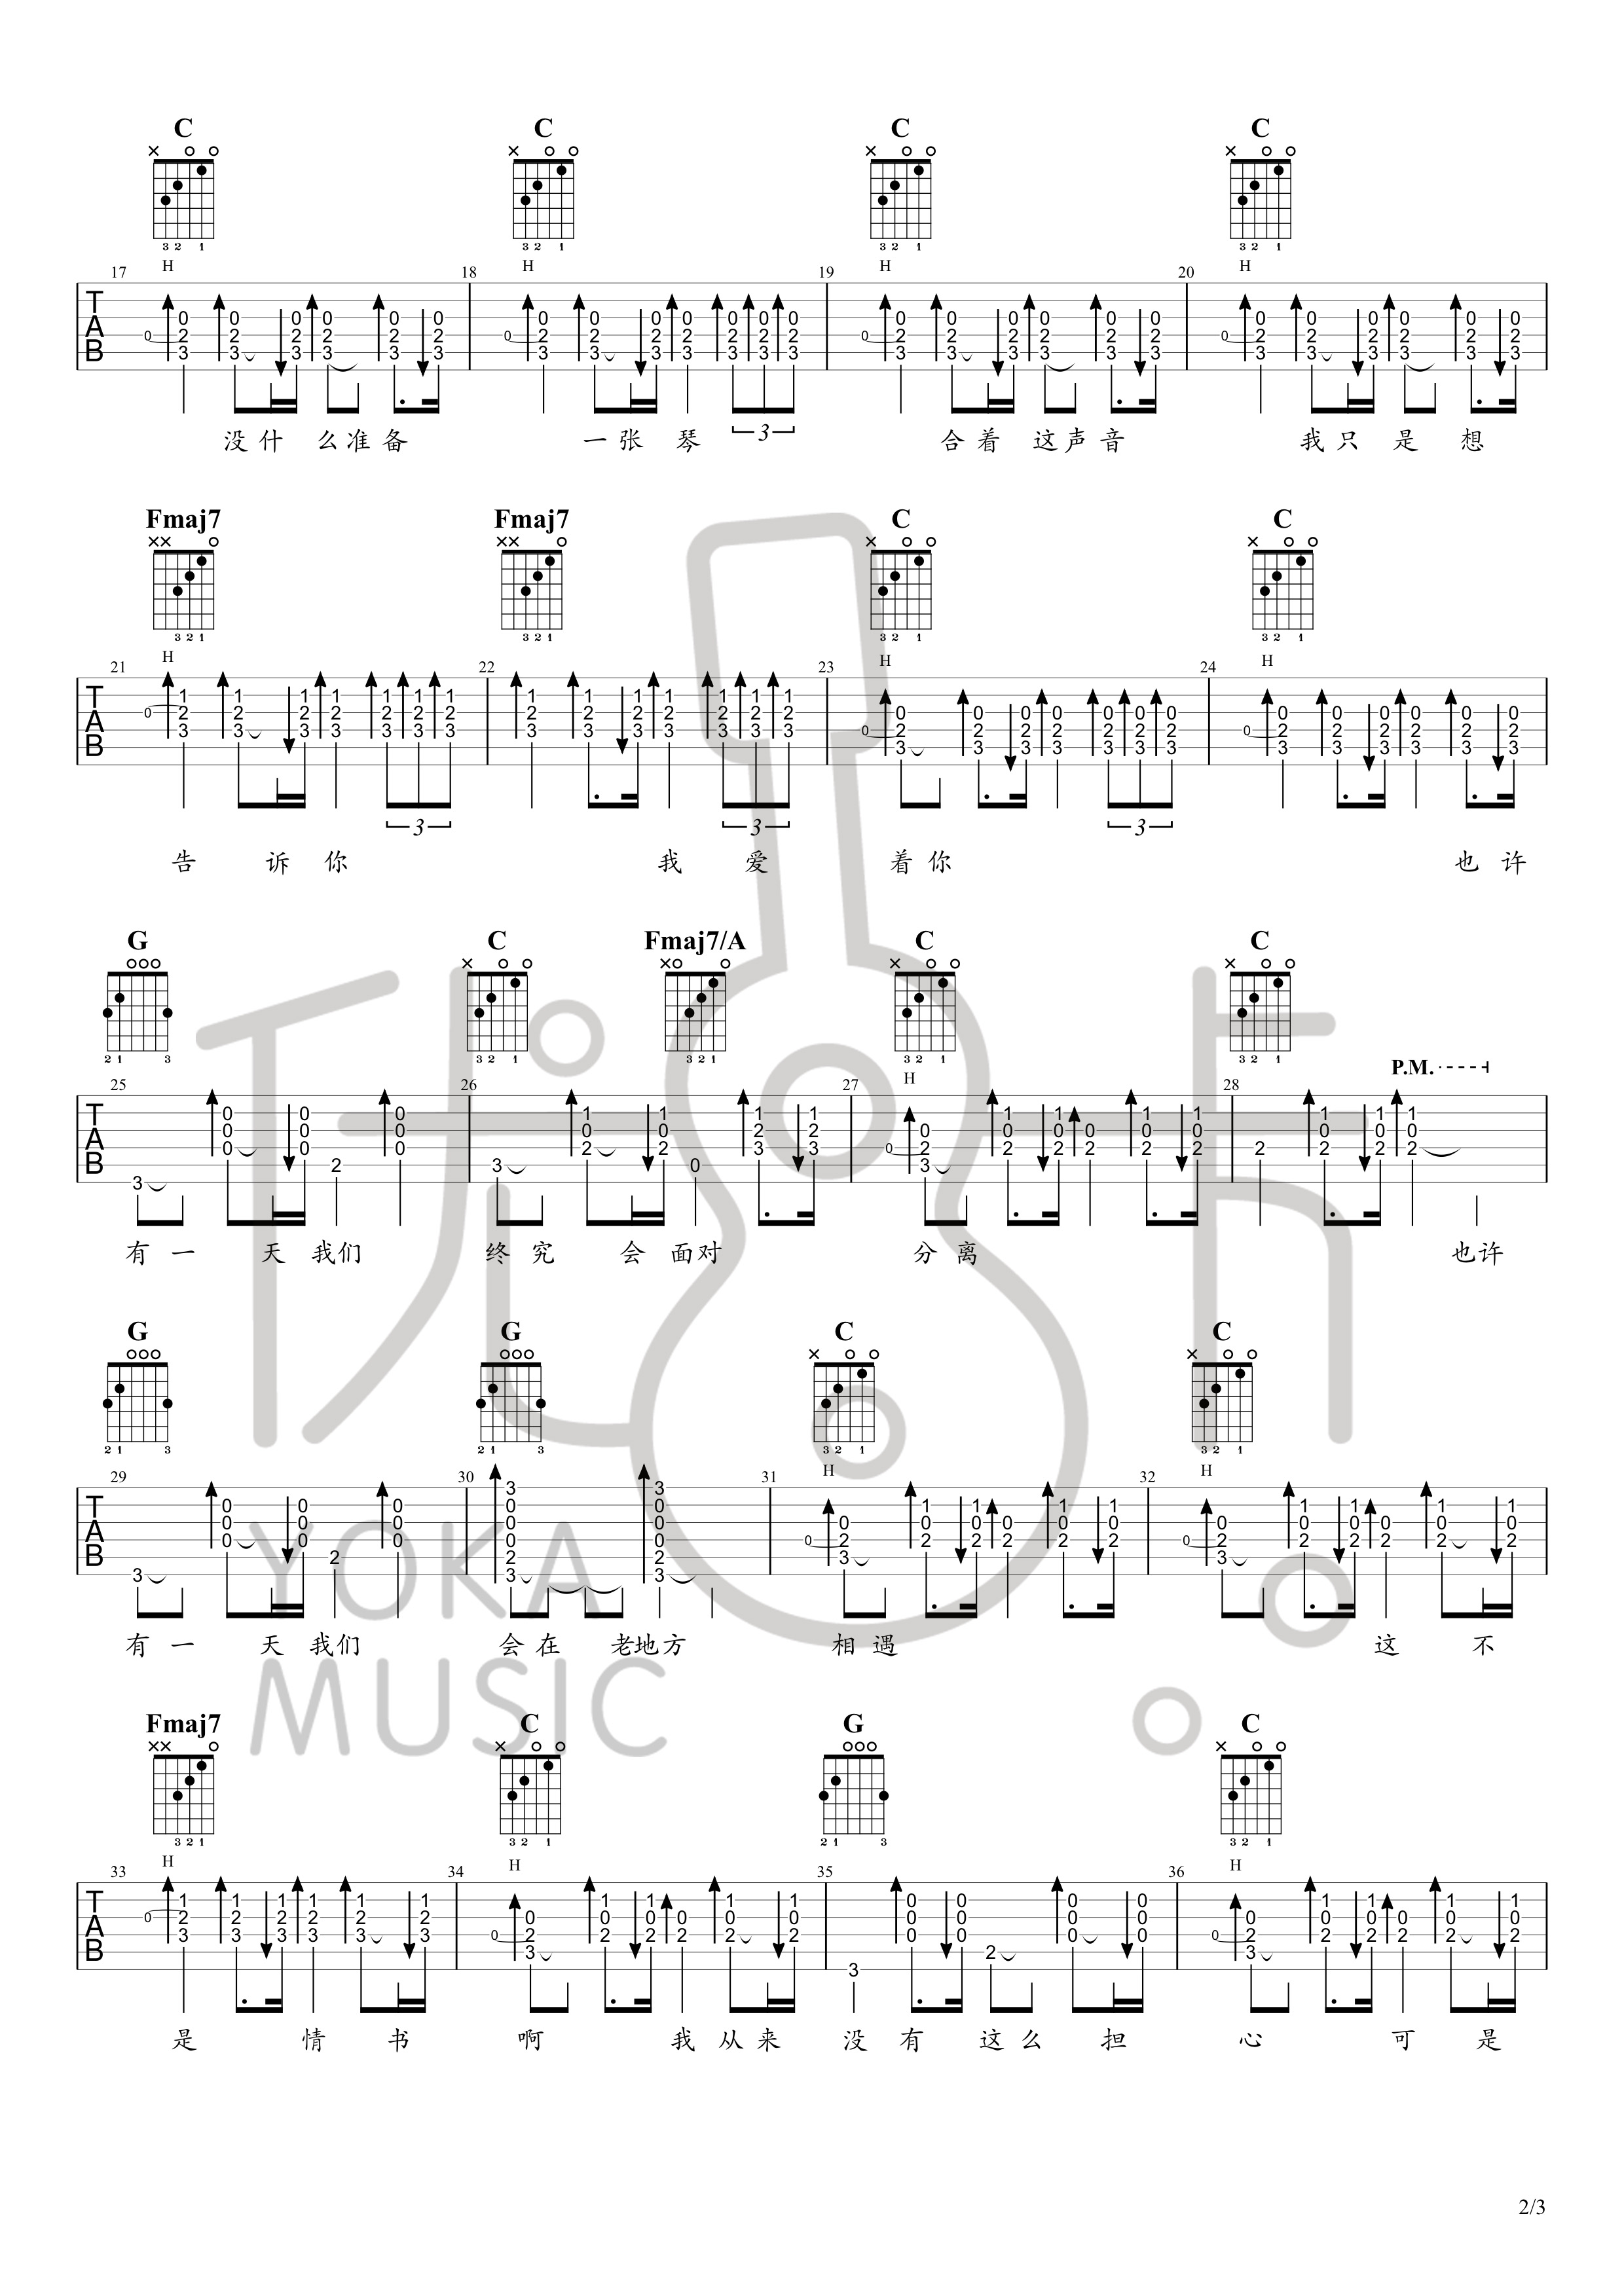 C C C C
17 H 18 H 19 H 20 H
没什么准备 一张琴 合着这声音 我只是想
Fmaj7 Fmaj7 C C
21 H 22 23 H 24 H
告诉你 我爱着你 也许
G C Fmaj7/A C C
P.M.
25 26 27 H 28
有一天我们 终究会面对 分离 也许
G G C C
29 30 31 H 32 H
有一天我们 会在老地方 相遇 这不
YOKA
MUSIC
Fmaj7 C G C
33 H 34 H 35 36 H
是情书 啊 我从来 没有这么担 心 可是
2/3